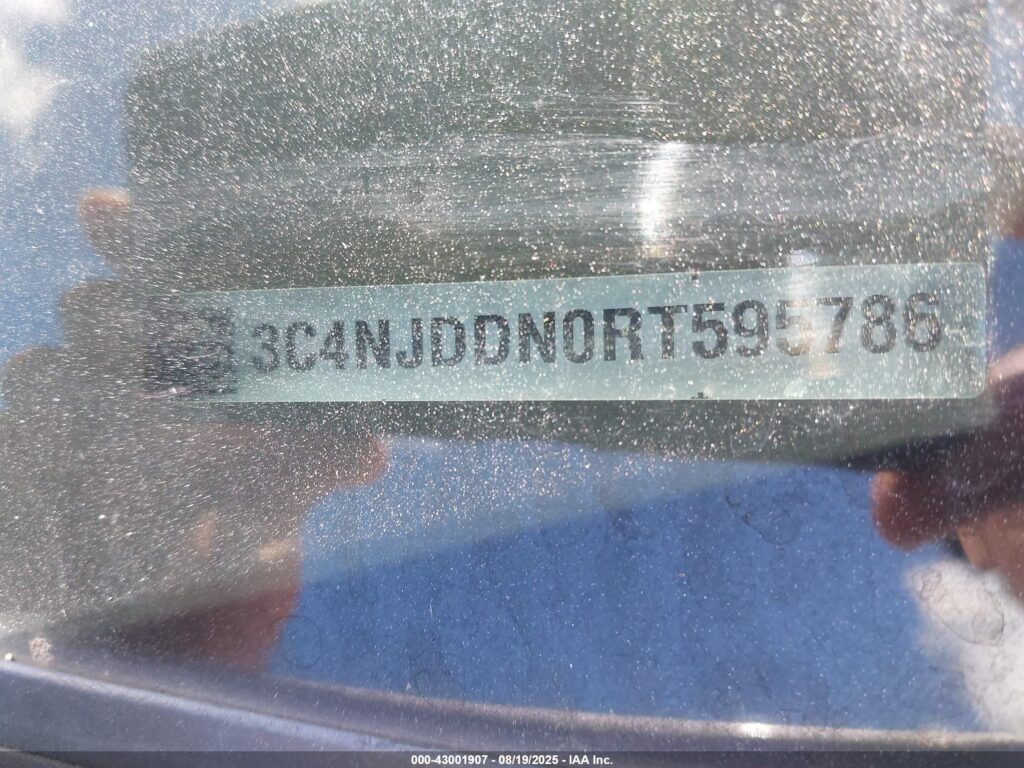 3C4NJDDN0RT595786
000-43001907 - 08/19/2025 - IAA Inc.